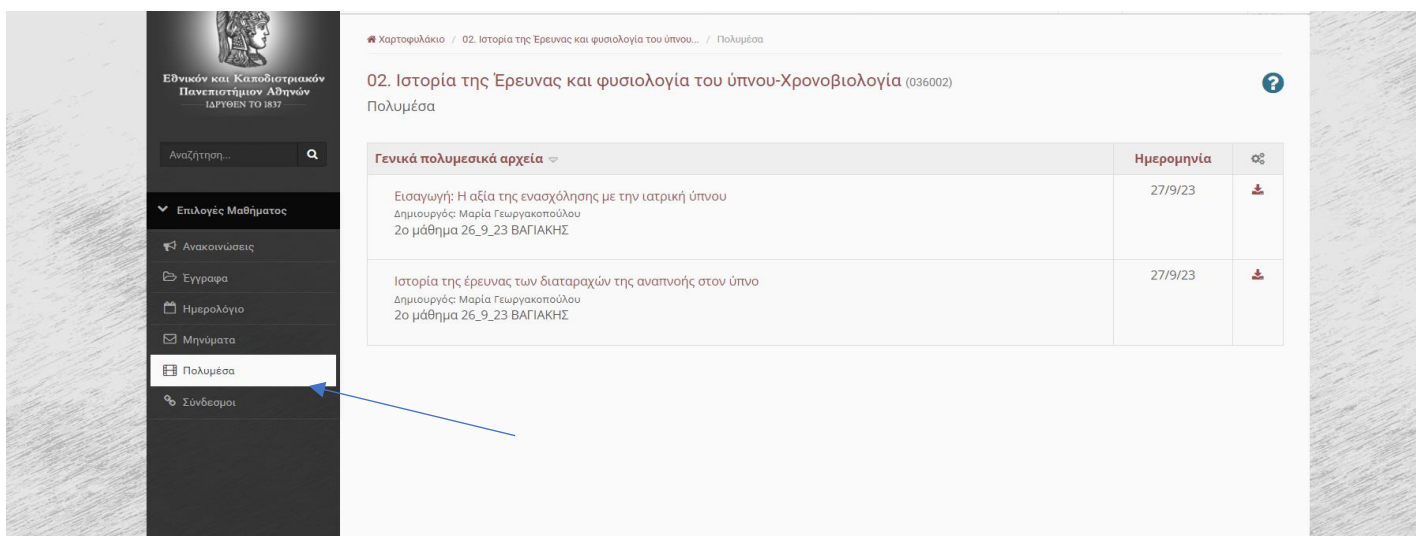 Εθνικόν και Καποδιστριακόν
Πανεπιστήμιον Αθηνών
ΙΔΡΥΘΕΝ ΤΟ 1837
Αναζήτηση...
Επιλογές Μαθήματος
Ανακοινώσεις
Έγγραφα
Ημερολόγιο
Μηνύματα
Πολυμέσα
Σύνδεσμοι
Χαρτοφυλάκιο / 02. Ιστορία της Έρευνας και φυσιολογία του ύπνου... / Πολυμέσα
02. Ιστορία της Έρευνας και φυσιολογία του ύπνου-Χρονοβιολογία (036002)
Πολυμέσα
Γενικά πολυμεσικά αρχεία Ημερομηνία
Εισαγωγή: Η αξία της ενασχόλησης με την ιατρική ύπνου 27/9/23
Δημιουργός: Μαρία Γεωργακοπούλου
2ο μάθημα 26_9_23 ΒΑΓΙΑΚΗΣ
Ιστορία της έρευνας των διαταραχών της αναπνοής στον ύπνο 27/9/23
Δημιουργός: Μαρία Γεωργακοπούλου
2ο μάθημα 26_9_23 ΒΑΓΙΑΚΗΣ